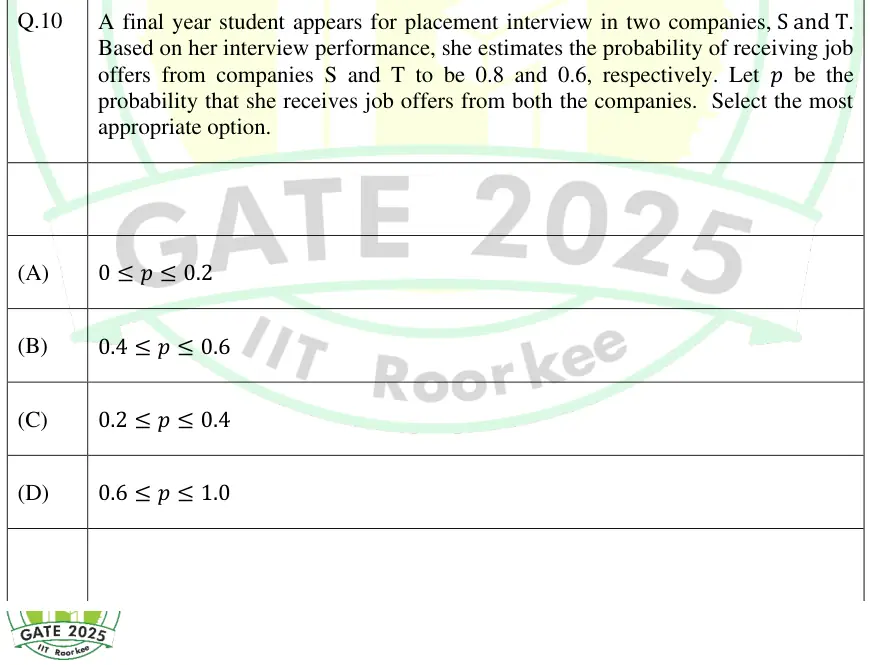 Q.10 A final year student appears for placement interview in two companies, S and T.
Based on her interview performance, she estimates the probability of receiving job
offers from companies S and T to be 0.8 and 0.6, respectively. Let 𝑝 be the
probability that she receives job offers from both the companies. Select the most
appropriate option.
GATE 2025
IIT Roorkee
(A) 0 ≤ 𝑝 ≤ 0.2
(B) 0.4 ≤ 𝑝 ≤ 0.6
(C) 0.2 ≤ 𝑝 ≤ 0.4
(D) 0.6 ≤ 𝑝 ≤ 1.0
GATE 2025
IIT Roorkee